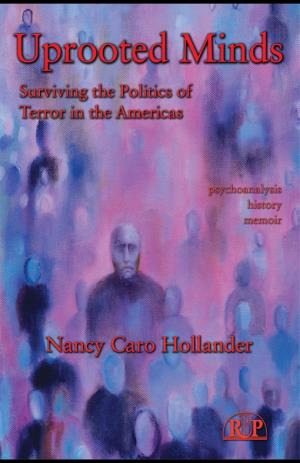 Uprooted Minds
Surviving the Politics of
Terror in the Americas
psychoanalysis
history
memoir
Nancy Caro Hollander
RP